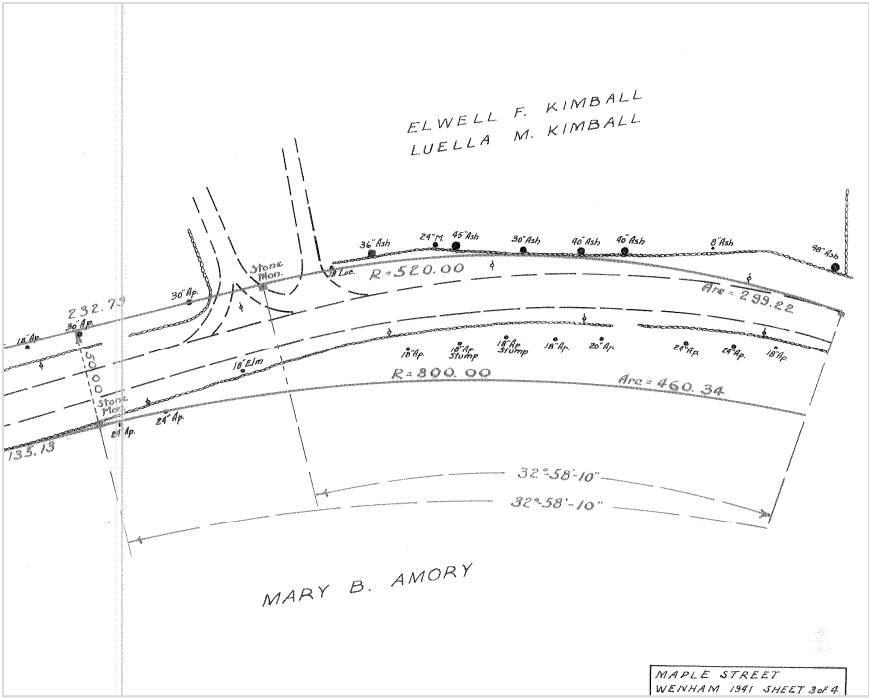 ELWELL F. KIMBALL
LUELLA M. KIMBALL
36"Ash
24"M.
45"Ash
30"Ash
40"Ash
40"Ash
8"Ash
48"Ash
Stone
Mon.
Loc.
R=520.00
Arc = 299.22
30"Ap.
232.79
30"Ap.
18"Ap.
50.00
18"Elm
18"Ap.
18"Ap.
Stump
18"Ap.
Stump
18"Ap.
20"Ap.
24"Ap.
24"Ap.
18"Ap.
R=800.00
Arc = 460.34
Stone
Mon.
24"Ap.
24"Ap.
135.13
32°-58'-10"
32°-58'-10"
MARY B. AMORY
MAPLE STREET
WENHAM 1941 SHEET 3 of 4